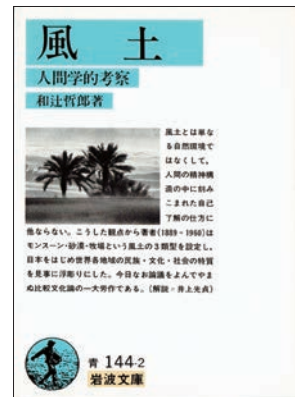 風土
人間学的考察
和辻哲郎著
風土とは単な
る自然環境で
はなくして，
人間の精神構
造の中に刻み
こまれた自己
了解の仕方に
他ならない。こうした観点から著者(1889-1960)は
モンスーン・砂漠・牧場という風土の3類型を設定し，
日本をはじめ世界各地域の民族・文化・社会の特質
を見事に浮彫りにした。今日なお論議をよんでやま
ぬ比較文化論の一大労作である。(解説=井上光貞)
青 144-2
岩波文庫